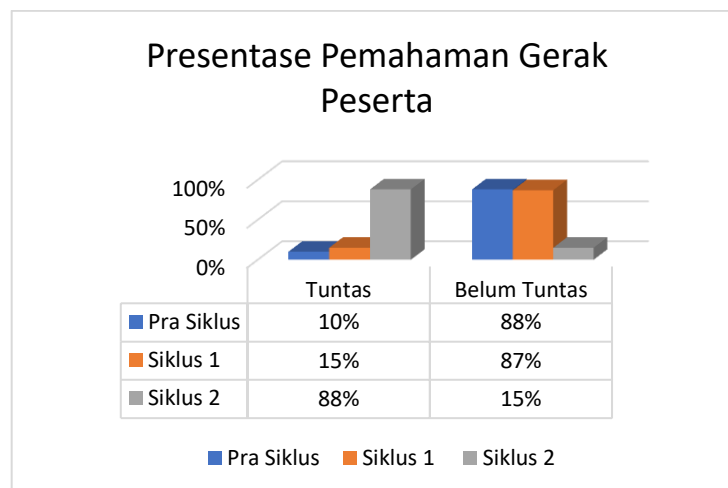 Presentase Pemahaman Gerak
Peserta
100%
50%
0%
Tuntas Belum Tuntas
Pra Siklus 10% 88%
Siklus 1 15% 87%
Siklus 2 88% 15%
Pra Siklus Siklus 1 Siklus 2